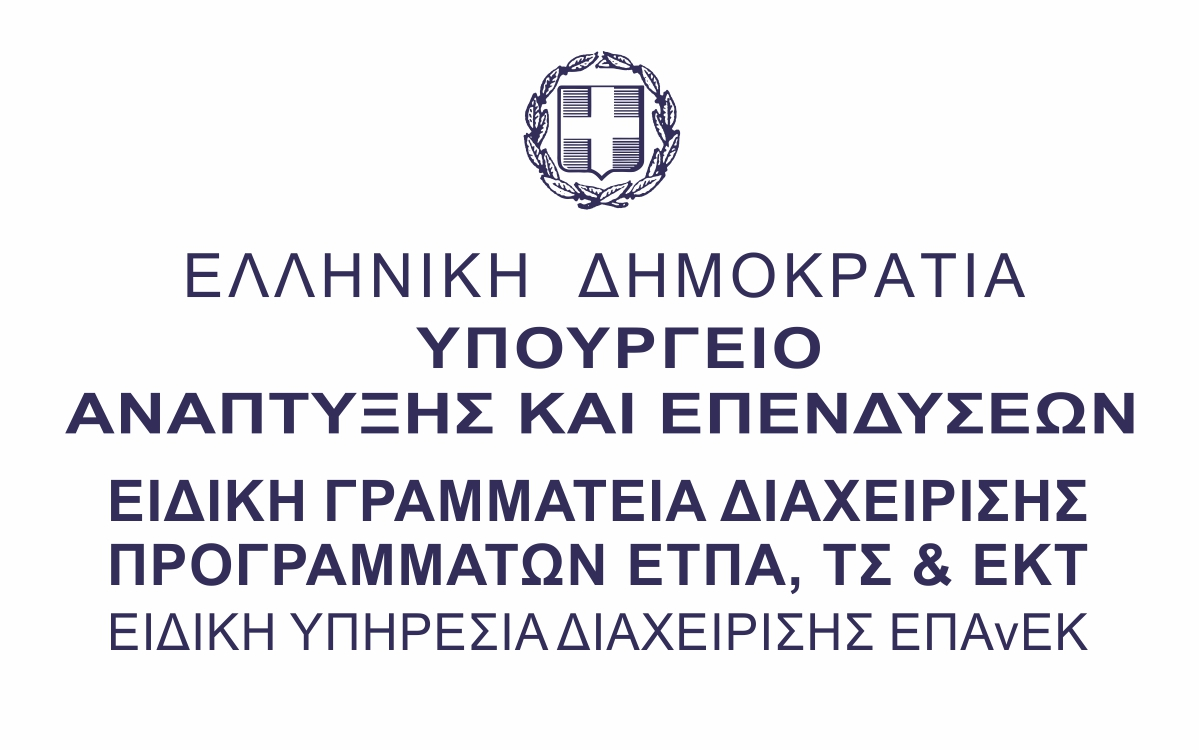 ΕΛΛΗΝΙΚΗ ΔΗΜΟΚΡΑΤΙΑ
ΥΠΟΥΡΓΕΙΟ
ΑΝΑΠΤΥΞΗΣ ΚΑΙ ΕΠΕΝΔΥΣΕΩΝ
ΕΙΔΙΚΗ ΓΡΑΜΜΑΤΕΙΑ ΔΙΑΧΕΙΡΙΣΗΣ
ΠΡΟΓΡΑΜΜΑΤΩΝ ΕΤΠΑ, ΤΣ & ΕΚΤ
ΕΙΔΙΚΗ ΥΠΗΡΕΣΙΑ ΔΙΑΧΕΙΡΙΣΗΣ ΕΠΑνΕΚ